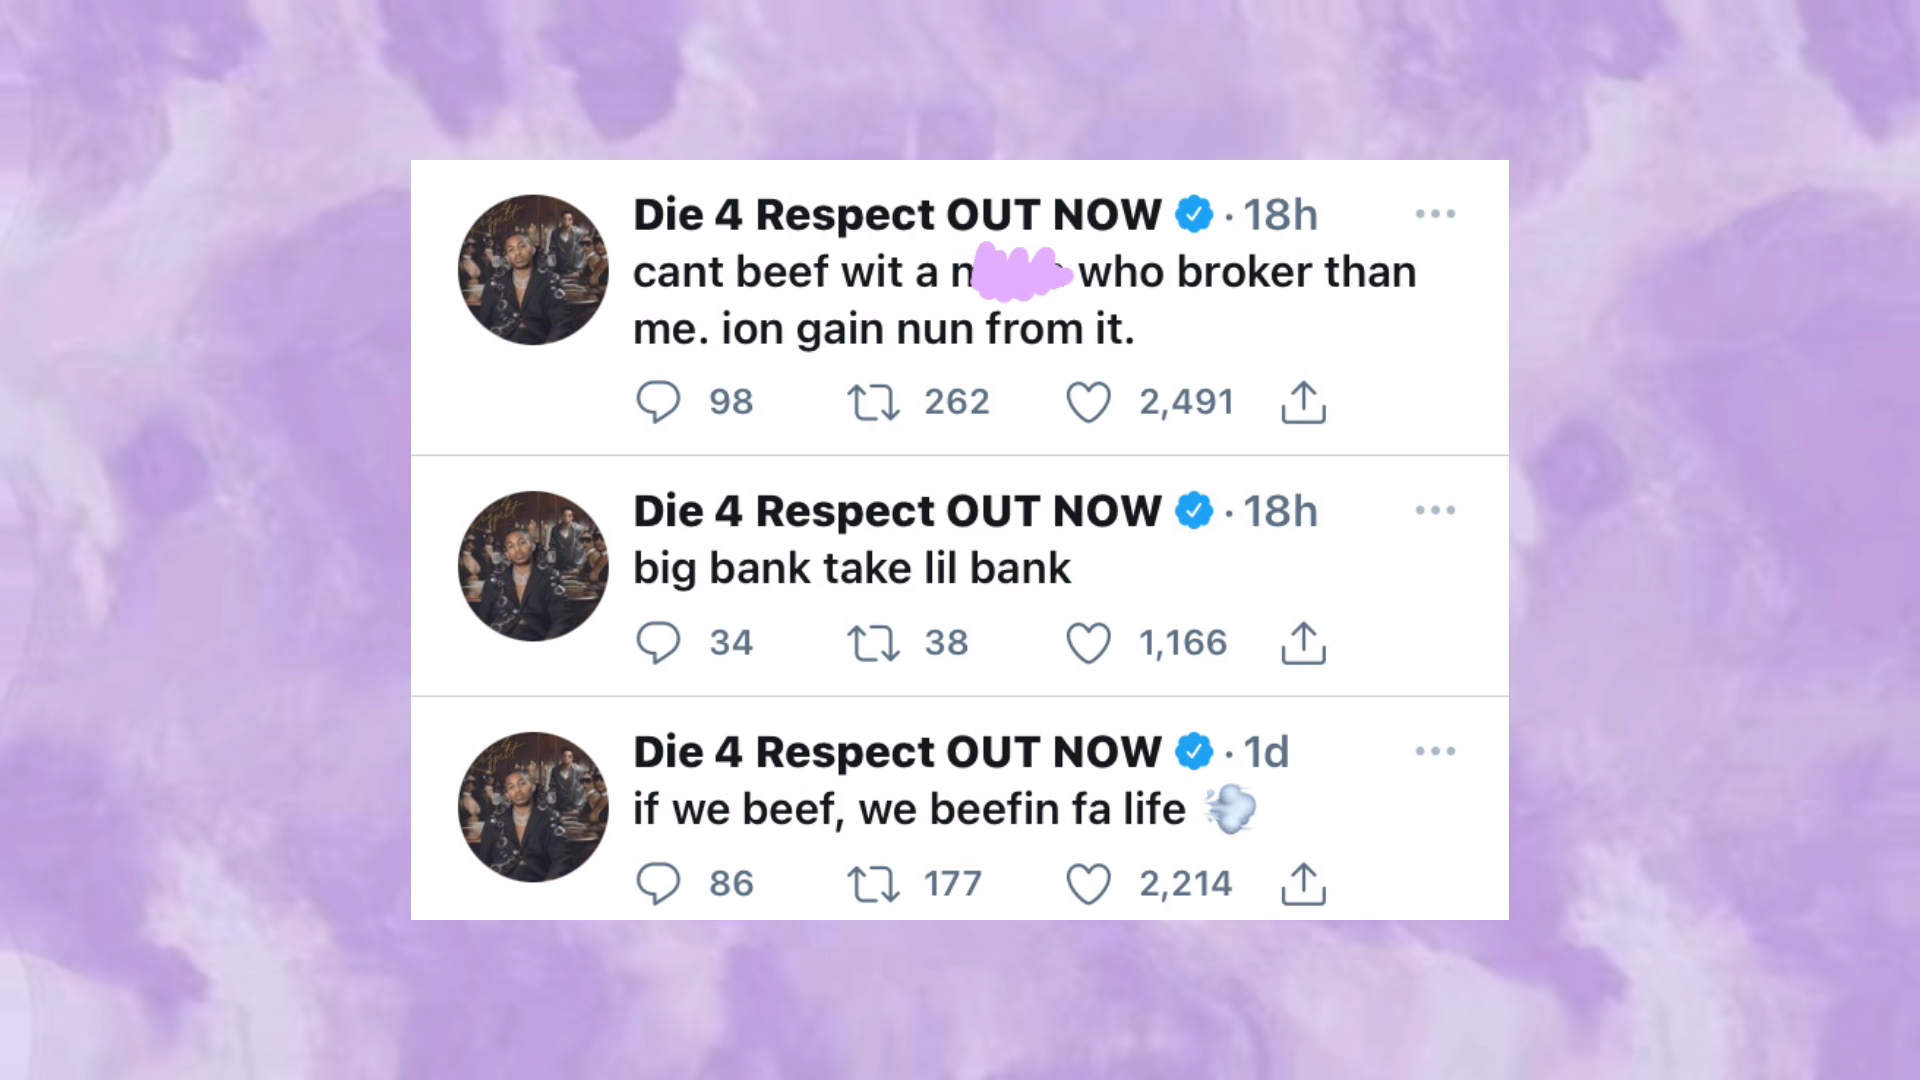 Die 4 Respect OUT NOW · 18h
cant beef wit a who broker than
me. ion gain nun from it.
98 262 2,491
Die 4 Respect OUT NOW · 18h
big bank take lil bank
34 38 1,166
Die 4 Respect OUT NOW · 1d
if we beef, we beefin fa life 💨
86 177 2,214